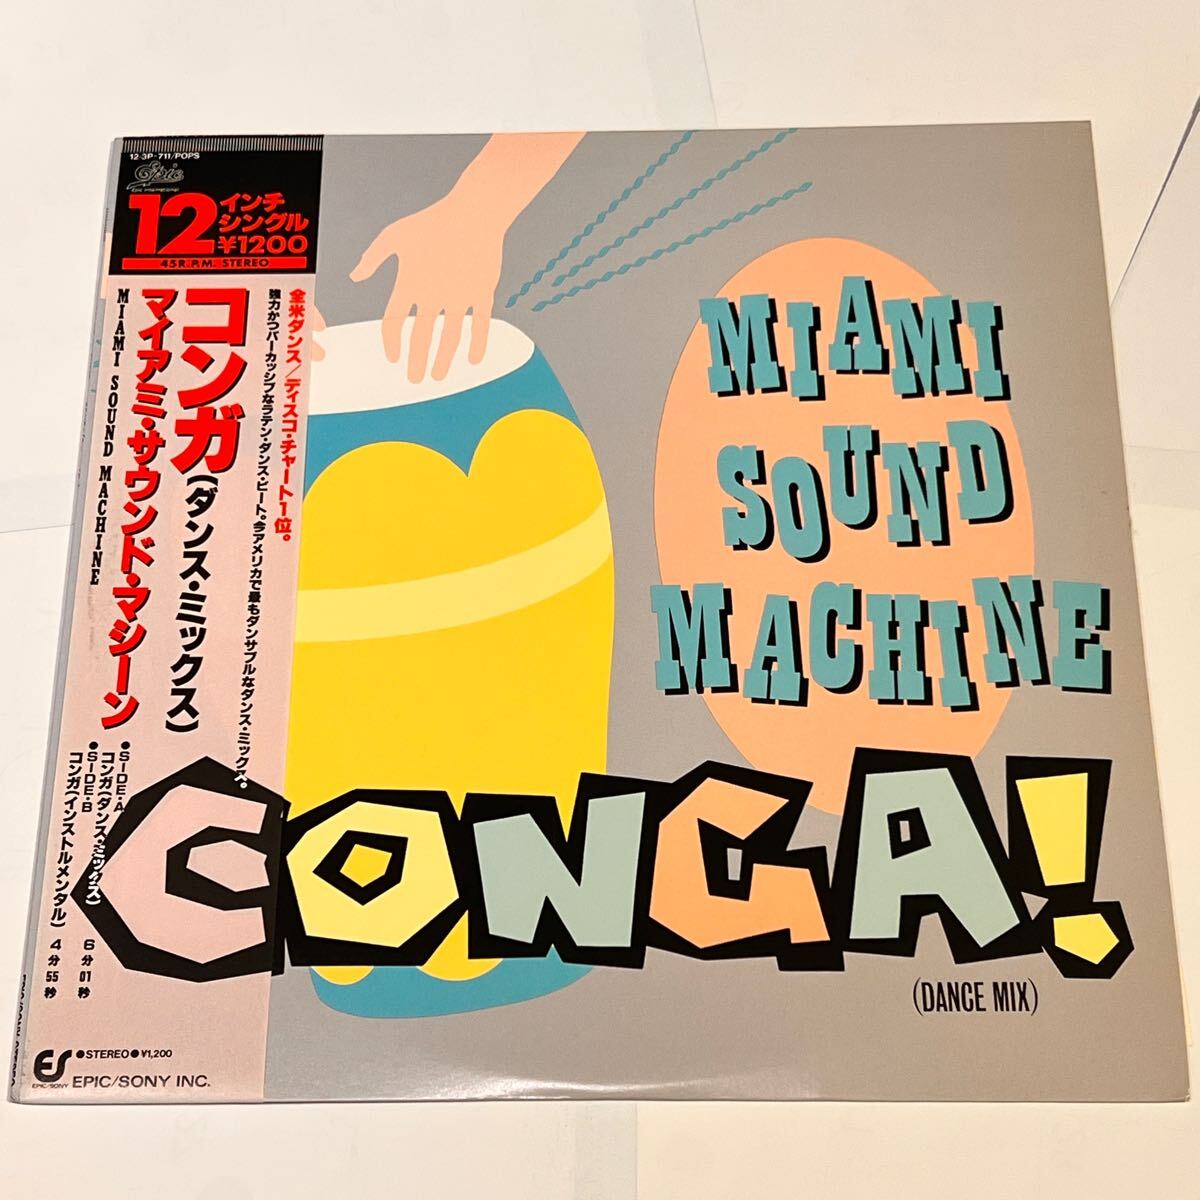 12・3P-711/POPS
Epic
12インチシングル
¥1200
45R.P.M. STEREO
全米ダンス/ディスコ・チャート1位。
強力かつパーカッシブなラテン・ダンス・ビート。今アメリカで最もダンサブルなダンス・ミックス。
コンガ(ダンス・ミックス)
マイアミ・サウンド・マシーン
MIAMI SOUND MACHINE
●SIDE・A
コンガ(ダンス・ミックス) 6分01秒
●SIDE・B
コンガ(インストルメンタル) 4分55秒
ES ●STEREO●¥1,200
EPIC/SONY EPIC/SONY INC.
MIAMI
SOUND
MACHINE
CONGA!
(DANCE MIX)